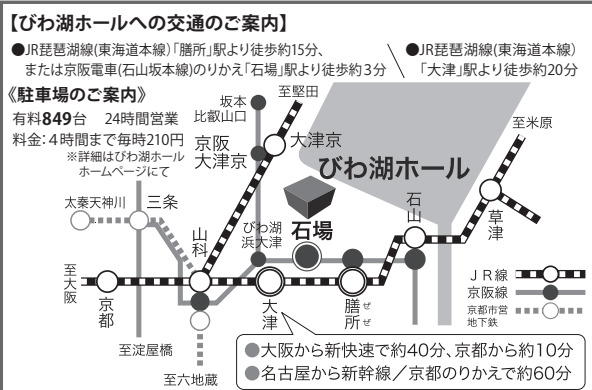 【びわ湖ホールへの交通のご案内】
●JR琵琶湖線(東海道本線)「膳所」駅より徒歩約15分、
または京阪電車(石山坂本線)のりかえ「石場」駅より徒歩約3分
●JR琵琶湖線(東海道本線)
「大津」駅より徒歩約20分
《駐車場のご案内》
有料849台 24時間営業
料金:4時間まで毎時210円
※詳細はびわ湖ホール
ホームページにて
至堅田
坂本
比叡山口
京阪
大津京
大津京
至米原
びわ湖ホール
太秦天神川
三条
山科
びわ湖
浜大津
石場
石山
草津
至大阪
京都
大津
膳所
ぜぜ
至淀屋橋
至六地蔵
JR線
京阪線
京都市営
地下鉄
●大阪から新快速で約40分、京都から約10分
●名古屋から新幹線/京都のりかえで約60分